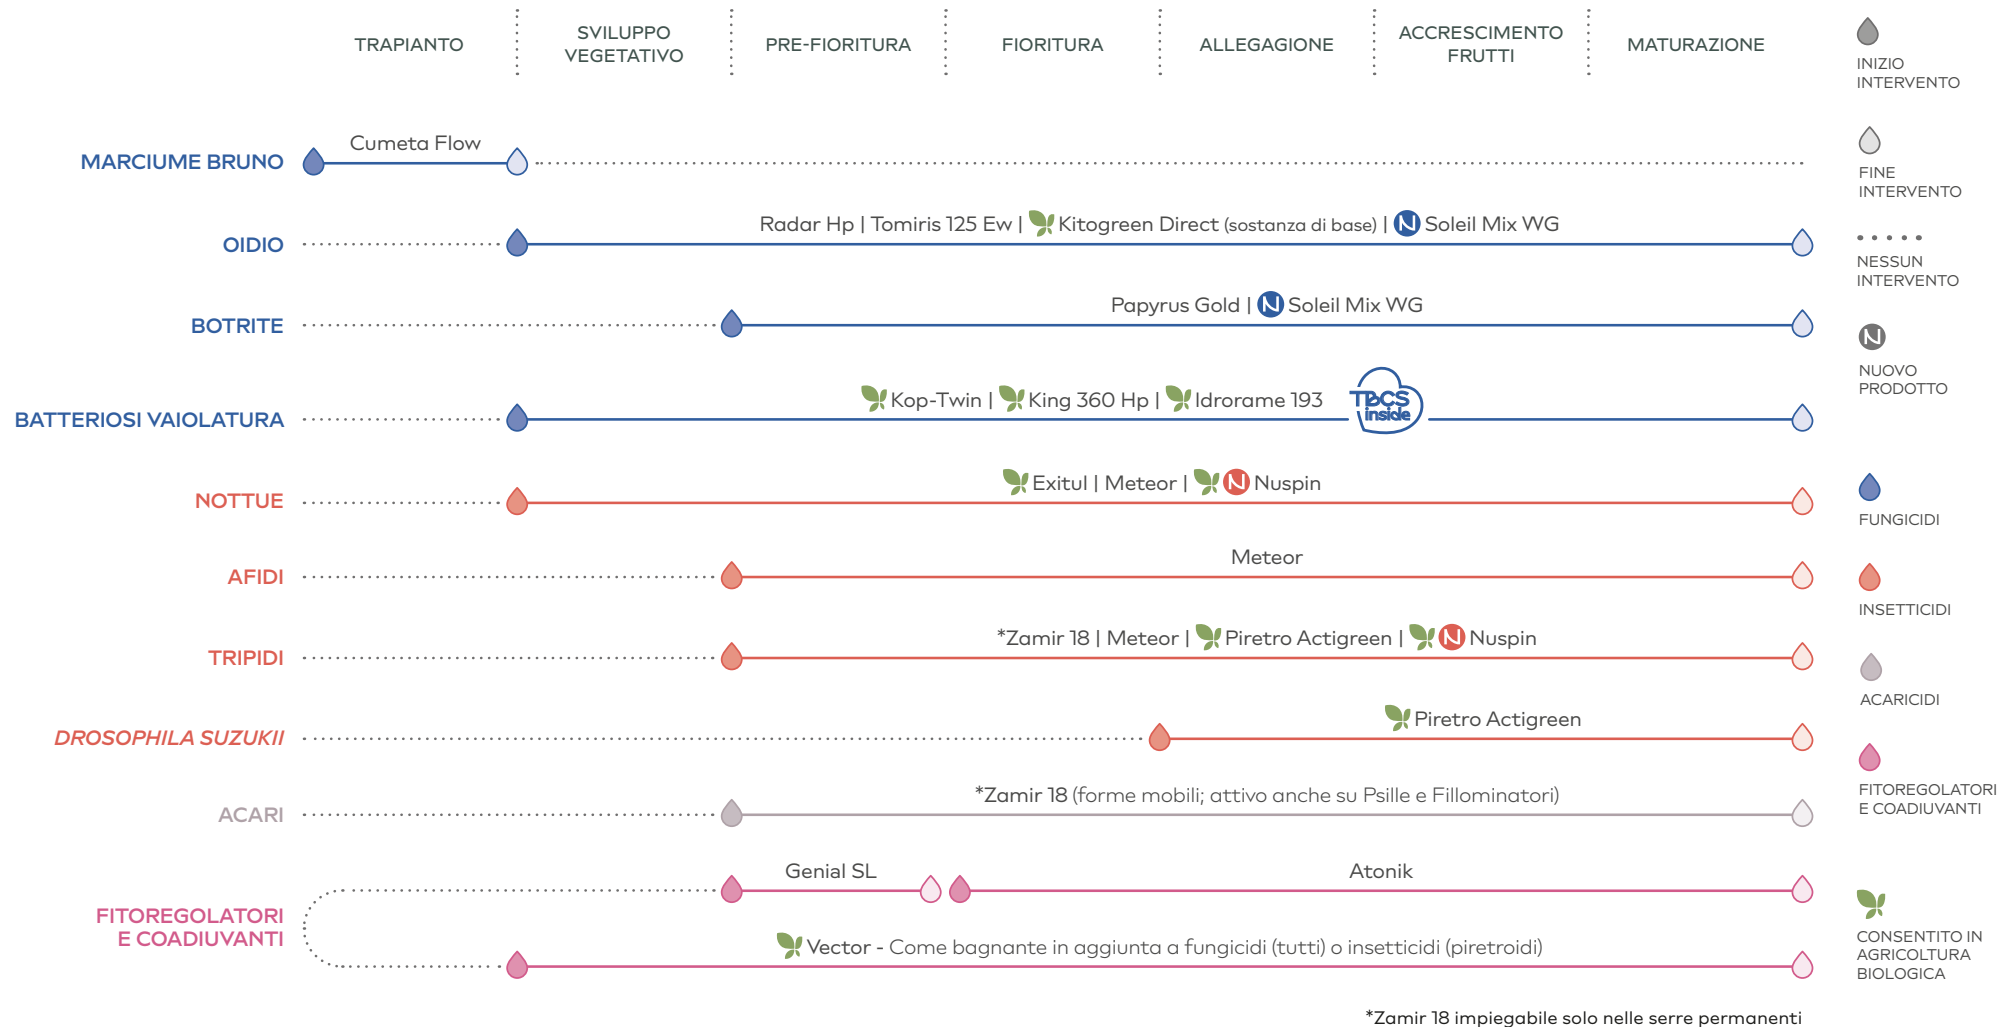 TRAPIANTO
SVILUPPO
VEGETATIVO
PRE-FIORITURA
FIORITURA
ALLEGAGIONE
ACCRESCIMENTO
FRUTTI
MATURAZIONE
INIZIO
INTERVENTO
FINE
INTERVENTO
NESSUN
INTERVENTO
N
NUOVO
PRODOTTO
FUNGICIDI
INSETTICIDI
ACARICIDI
FITOREGOLATORI
E COADIUVANTI
CONSENTITO IN
AGRICOLTURA
BIOLOGICA
MARCIUME BRUNO
Cumeta Flow
OIDIO
Radar Hp | Tomiris 125 Ew | Kitogreen Direct (sostanza di base) | N Soleil Mix WG
BOTRITE
Papyrus Gold | N Soleil Mix WG
BATTERIOSI VAIOLATURA
Kop-Twin | King 360 Hp | Idrorame 193
TBCS
inside
NOTTUE
Exitul | Meteor | N Nuspin
AFIDI
Meteor
TRIPIDI
*Zamir 18 | Meteor | Piretro Actigreen | N Nuspin
DROSOPHILA SUZUKII
Piretro Actigreen
ACARI
*Zamir 18 (forme mobili; attivo anche su Psille e Fillominatori)
FITOREGOLATORI
E COADIUVANTI
Genial SL
Atonik
Vector - Come bagnante in aggiunta a fungicidi (tutti) o insetticidi (piretroidi)
*Zamir 18 impiegabile solo nelle serre permanenti